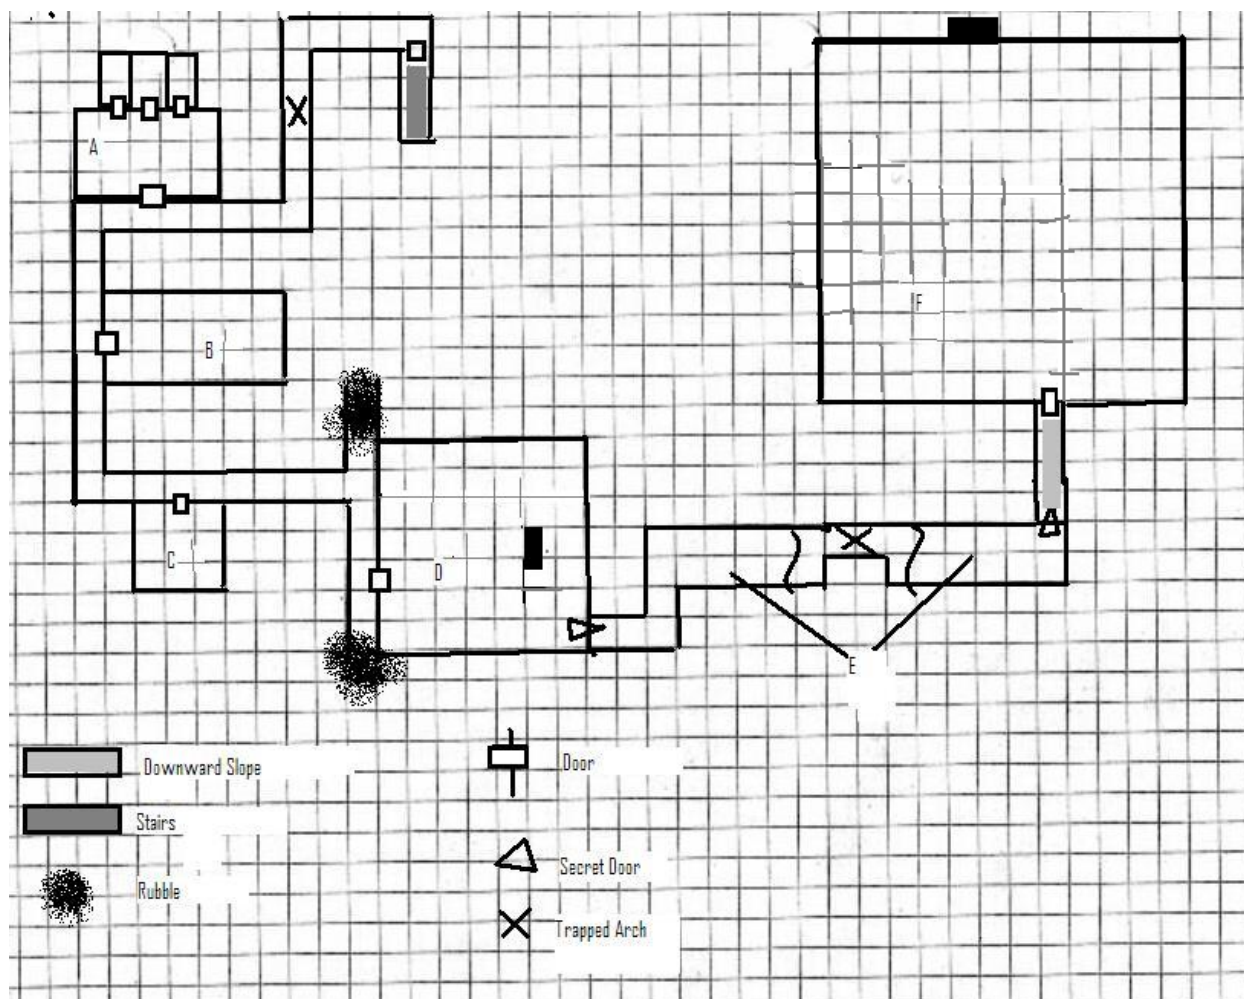 A
B
F
C
D
E
Downward Slope
Door
Stairs
Secret Door
Rubble
Trapped Arch